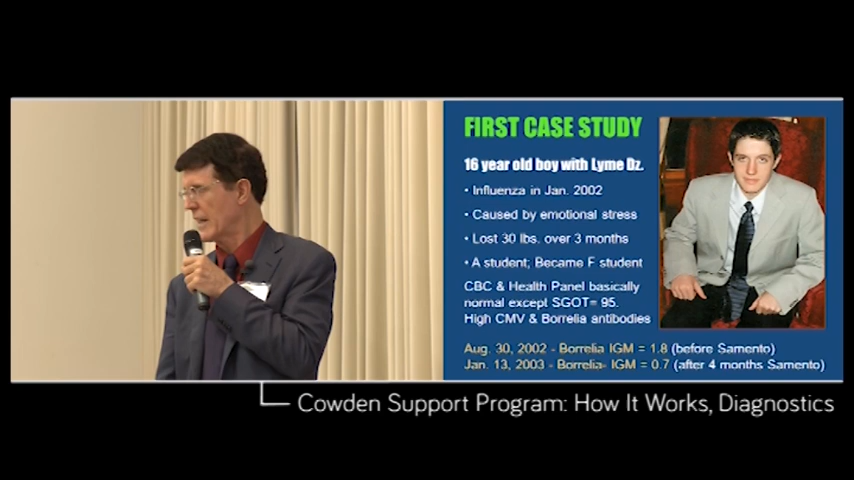 FIRST CASE STUDY
16 year old boy with Lyme Dz.
• Influenza in Jan. 2002
• Caused by emotional stress
• Lost 30 lbs. over 3 months
• A student; Became F student
CBC & Health Panel basically
normal except SGOT= 95.
High CMV & Borrelia antibodies
Aug. 30, 2002 - Borrelia IGM = 1.8 (before Samento)
Jan. 13, 2003 - Borrelia- IGM = 0.7 (after 4 months Samento)
Cowden Support Program: How It Works, Diagnostics